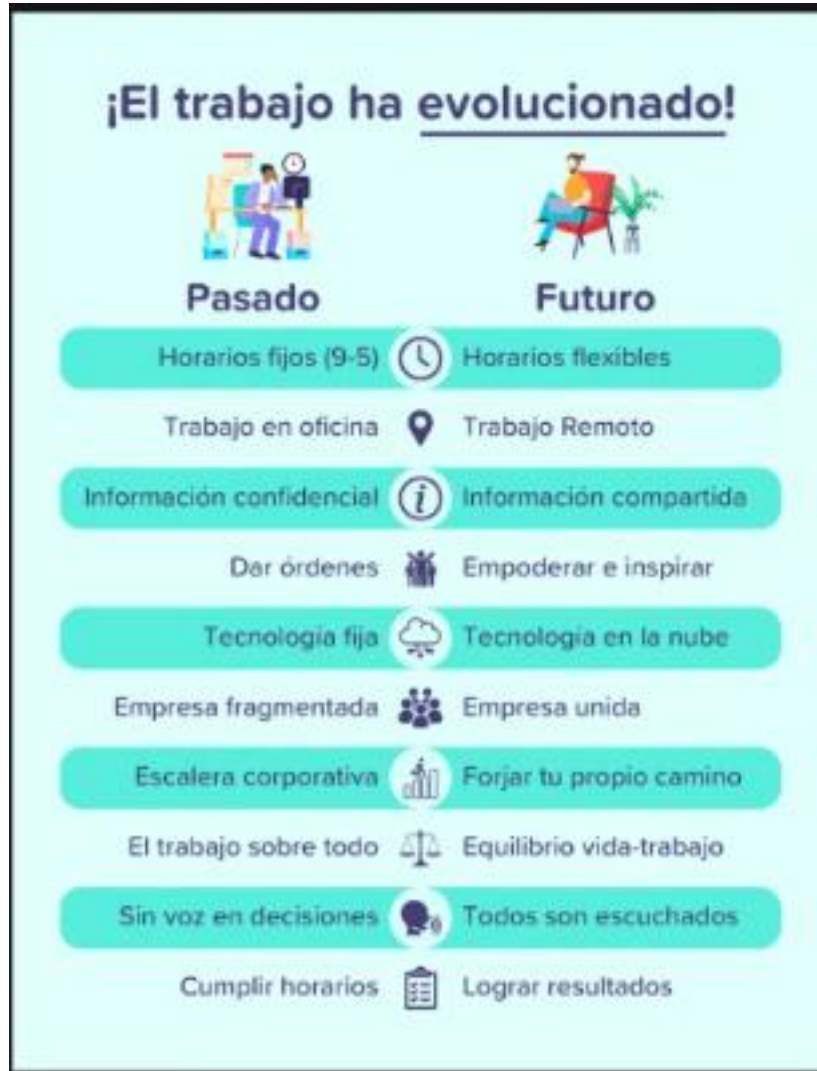 ¡El trabajo ha evolucionado!
Pasado Futuro
Horarios fijos (9-5) Horarios flexibles
Trabajo en oficina Trabajo Remoto
Información confidencial Información compartida
Dar órdenes Empoderar e inspirar
Tecnología fija Tecnología en la nube
Empresa fragmentada Empresa unida
Escalera corporativa Forjar tu propio camino
El trabajo sobre todo Equilibrio vida-trabajo
Sin voz en decisiones Todos son escuchados
Cumplir horarios Lograr resultados